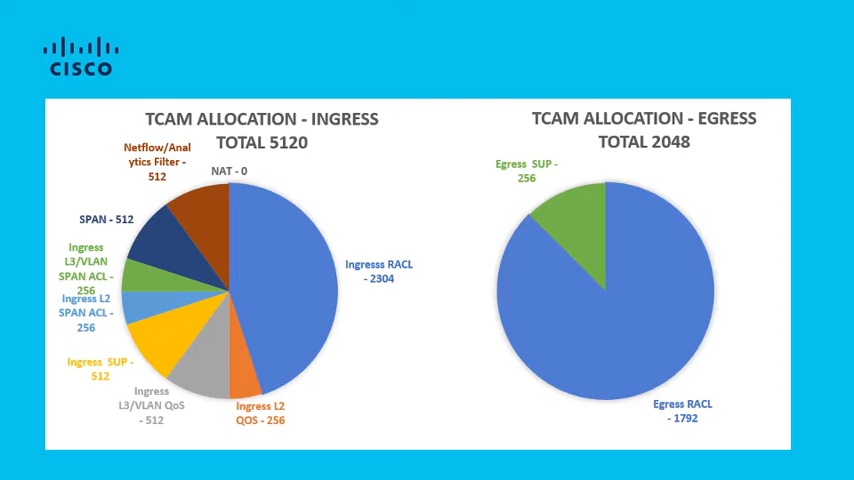 CISCO
TCAM ALLOCATION - INGRESS
TOTAL 5120
Netflow/Anal
ytics Filter -
512
NAT - 0
SPAN - 512
Ingress
L3/VLAN
SPAN ACL -
256
Ingress L2
SPAN ACL -
256
Ingress SUP -
512
Ingress
L3/VLAN QoS
- 512
Ingress L2
QOS - 256
Ingresss RACL
- 2304
TCAM ALLOCATION - EGRESS
TOTAL 2048
Egress SUP -
256
Egress RACL
- 1792